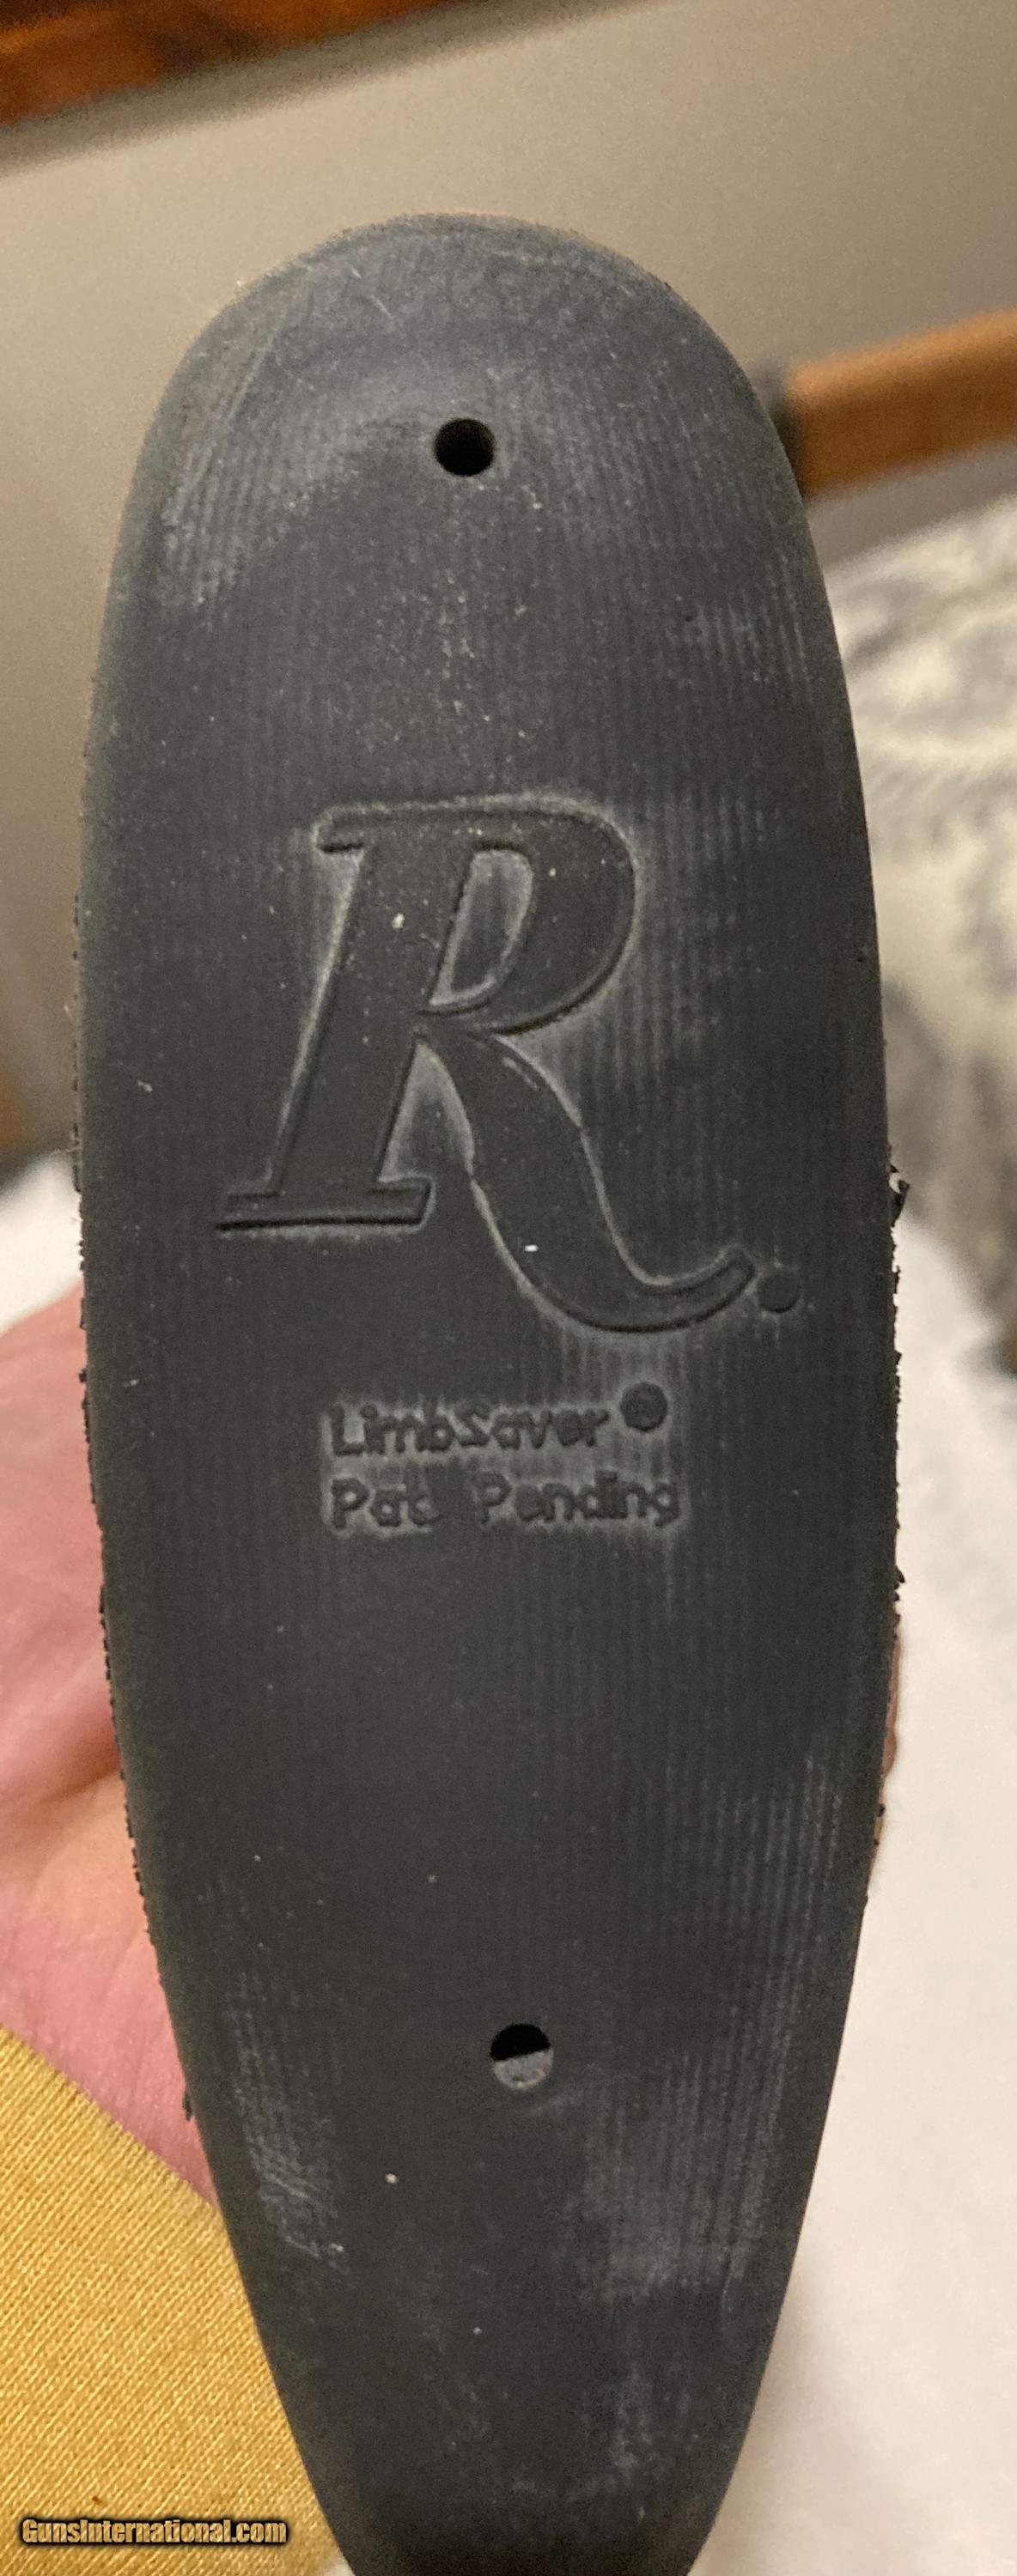 R.
LimbSaver®
Pat. Pending
GunsInternational.com